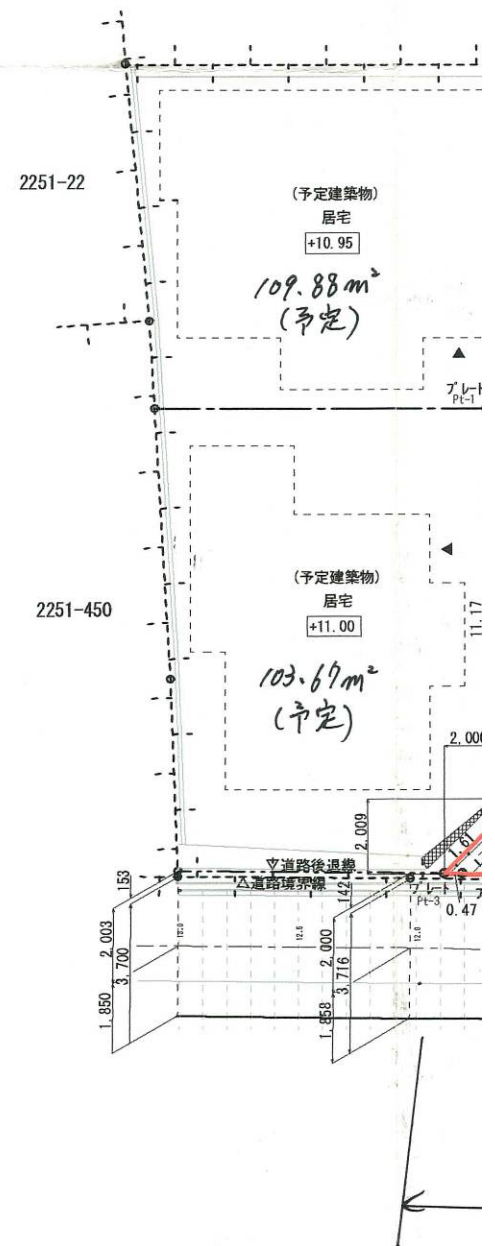 2251-22
(予定建築物)
居宅
+10.95
109.88m²
(予定)
プレート
Pt-1
(予定建築物)
居宅
+11.00
2251-450
103.67m²
(予定)
11.17
2,009
1.61
▽道路後退線
△道路境界線
153
142
プレート
Pt-3
0.47
2,003
3,700
1,850
2,000
3,716
1,858
12.0